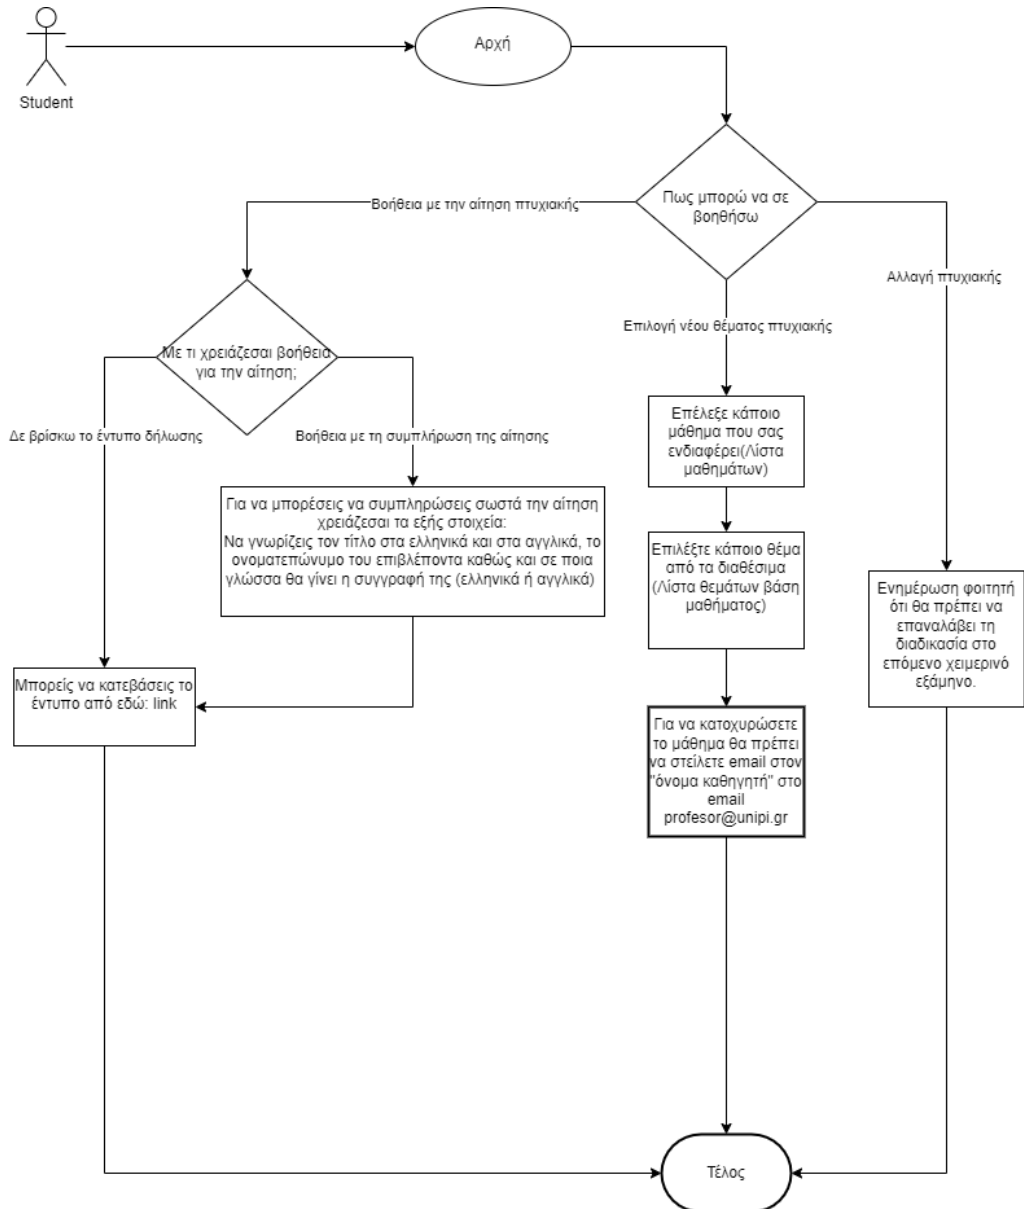 Αρχή
Student
Πως μπορώ να σε
βοηθήσω
Βοήθεια με την αίτηση πτυχιακής
Αλλαγή πτυχιακής
Επιλογή νέου θέματος πτυχιακής
Με τι χρειάζεσαι βοήθεια
για την αίτηση;
Δε βρίσκω το έντυπο δήλωσης
Βοήθεια με τη συμπλήρωση της αίτησης
Επέλεξε κάποιο
μάθημα που σας
ενδιαφέρει(Λίστα
μαθημάτων)
Για να μπορέσεις να συμπληρώσεις σωστά την αίτηση
χρειάζεσαι τα εξής στοιχεία:
Να γνωρίζεις τον τίτλο στα ελληνικά και στα αγγλικά, το
ονοματεπώνυμο του επιβλέποντα καθώς και σε ποια
γλώσσα θα γίνει η συγγραφή της (ελληνικά ή αγγλικά)
Επιλέξτε κάποιο θέμα
από τα διαθέσιμα
(Λίστα θεμάτων βάση
μαθήματος)
Ενημέρωση φοιτητή
ότι θα πρέπει να
επαναλάβει τη
διαδικασία στο
επόμενο χειμερινό
εξάμηνο.
Μπορείς να κατεβάσεις το
έντυπο από εδώ: link
Για να κατοχυρώσετε
το μάθημα θα πρέπει
να στείλετε email στον
"όνομα καθηγητή" στο
email
profesor@unipi.gr
Τέλος